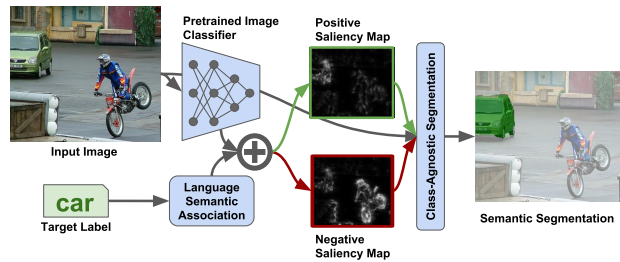 Pretrained Image
Classifier
Positive
Saliency Map
Input Image
car
Target Label
Language
Semantic
Association
Negative
Saliency Map
Class-Agnostic Segmentation
Semantic Segmentation